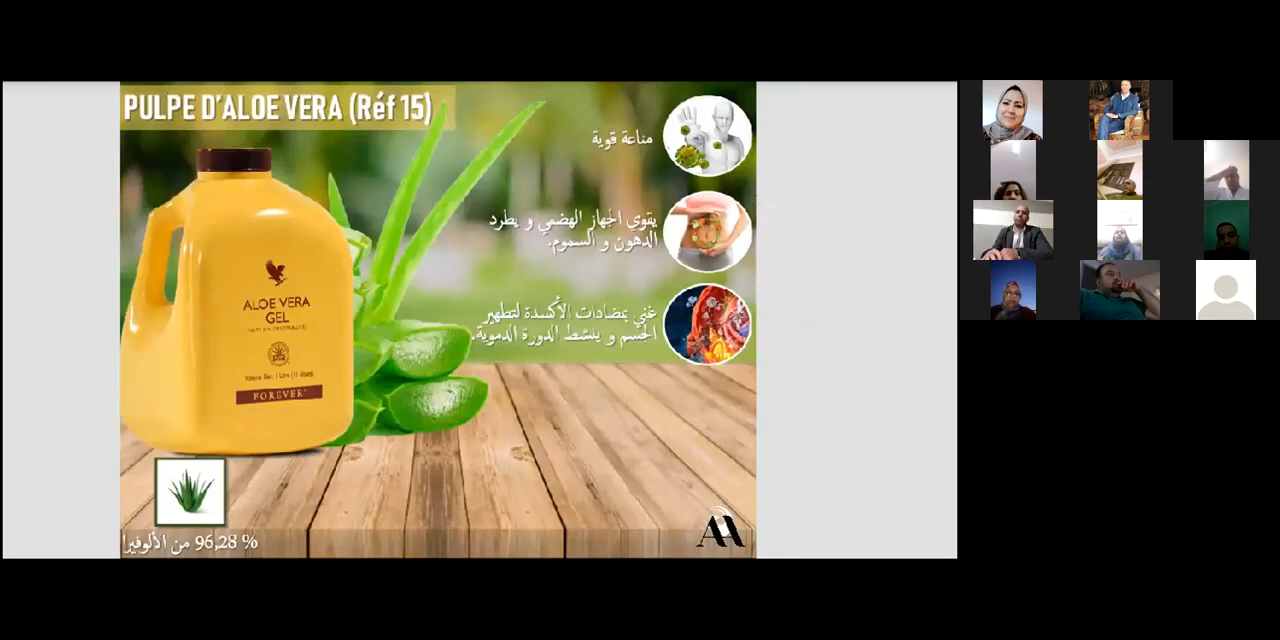 PULPE D'ALOE VERA (Réf 15)
مناعة قوية
يقوي الجهاز الهضمي و يطرد
الدهون و السموم.
غني بمضادات الأكسدة لتطهير
الجسم و ينشط الدورة الدموية.
ALOE VERA
GEL
FOREVER
96,28 % من الألوفيرا
AA